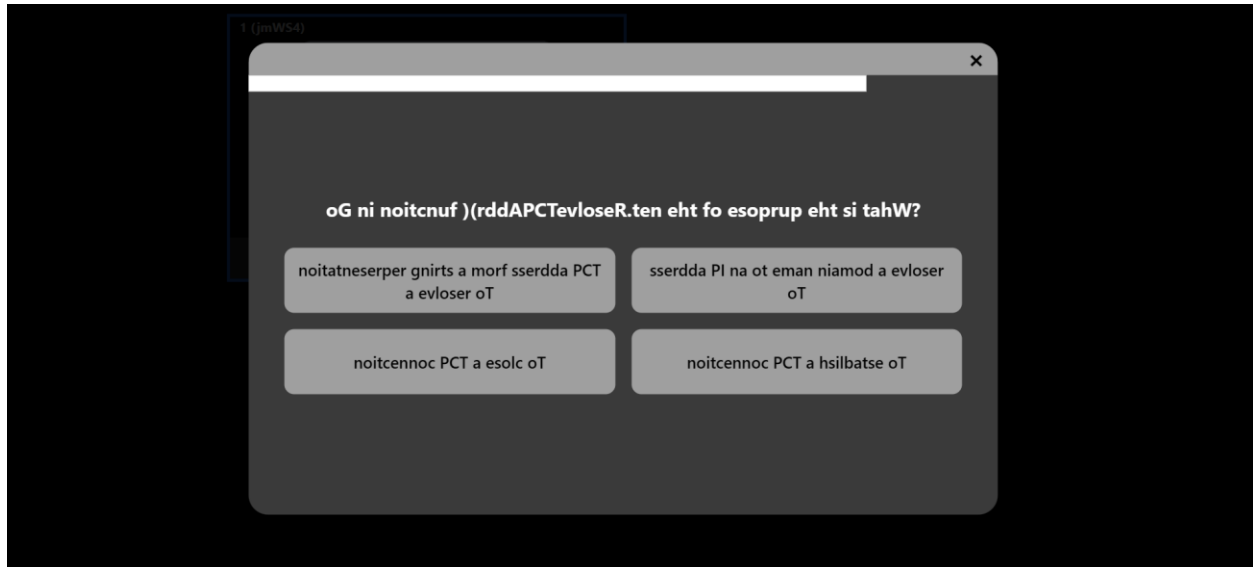 1 (jmWS4)
×
oG ni noitcnuf )(rddAPCTevloseR.ten eht fo esoprup eht si tahW?
noitatneserper gnirts a morf sserdda PCT
a evloser oT
sserdda PI na ot eman niamod a evloser
oT
noitcennoc PCT a esolc oT
noitcennoc PCT a hsilbatse oT